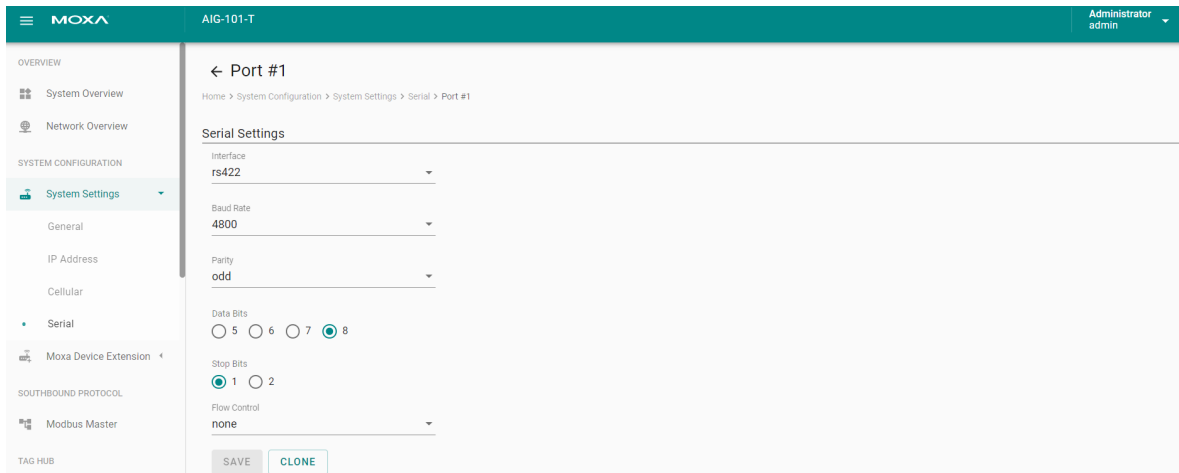 MOXA
AIG-101-T
Administrator
admin
OVERVIEW
System Overview
Network Overview
SYSTEM CONFIGURATION
System Settings
General
IP Address
Cellular
Serial
Moxa Device Extension
SOUTHBOUND PROTOCOL
Modbus Master
TAG HUB
Port #1
Home > System Configuration > System Settings > Serial > Port #1
Serial Settings
Interface
rs422
Baud Rate
4800
Parity
odd
Data Bits
5 6 7 8
Stop Bits
1 2
Flow Control
none
SAVE CLONE